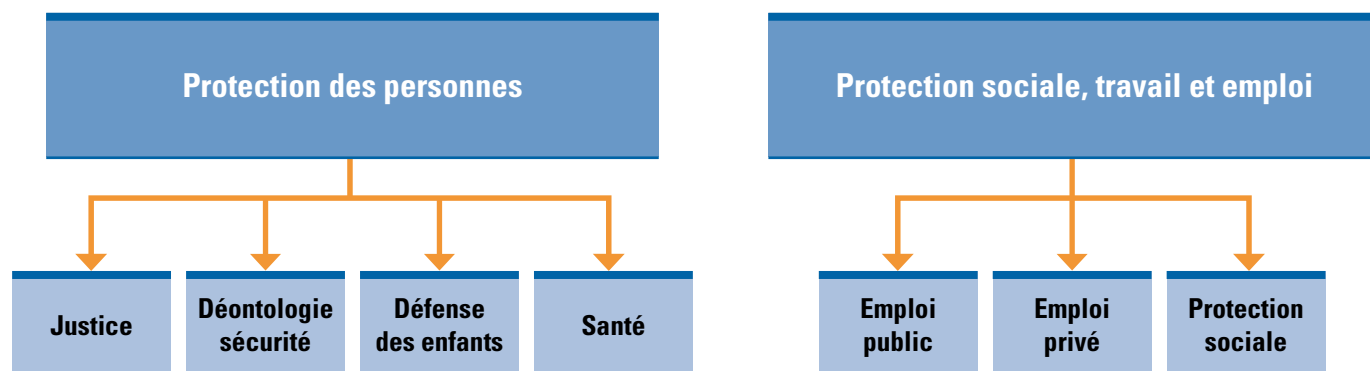 Protection des personnes
Protection sociale, travail et emploi
Justice
Déontologie
sécurité
Défense
des enfants
Santé
Emploi
public
Emploi
privé
Protection
sociale